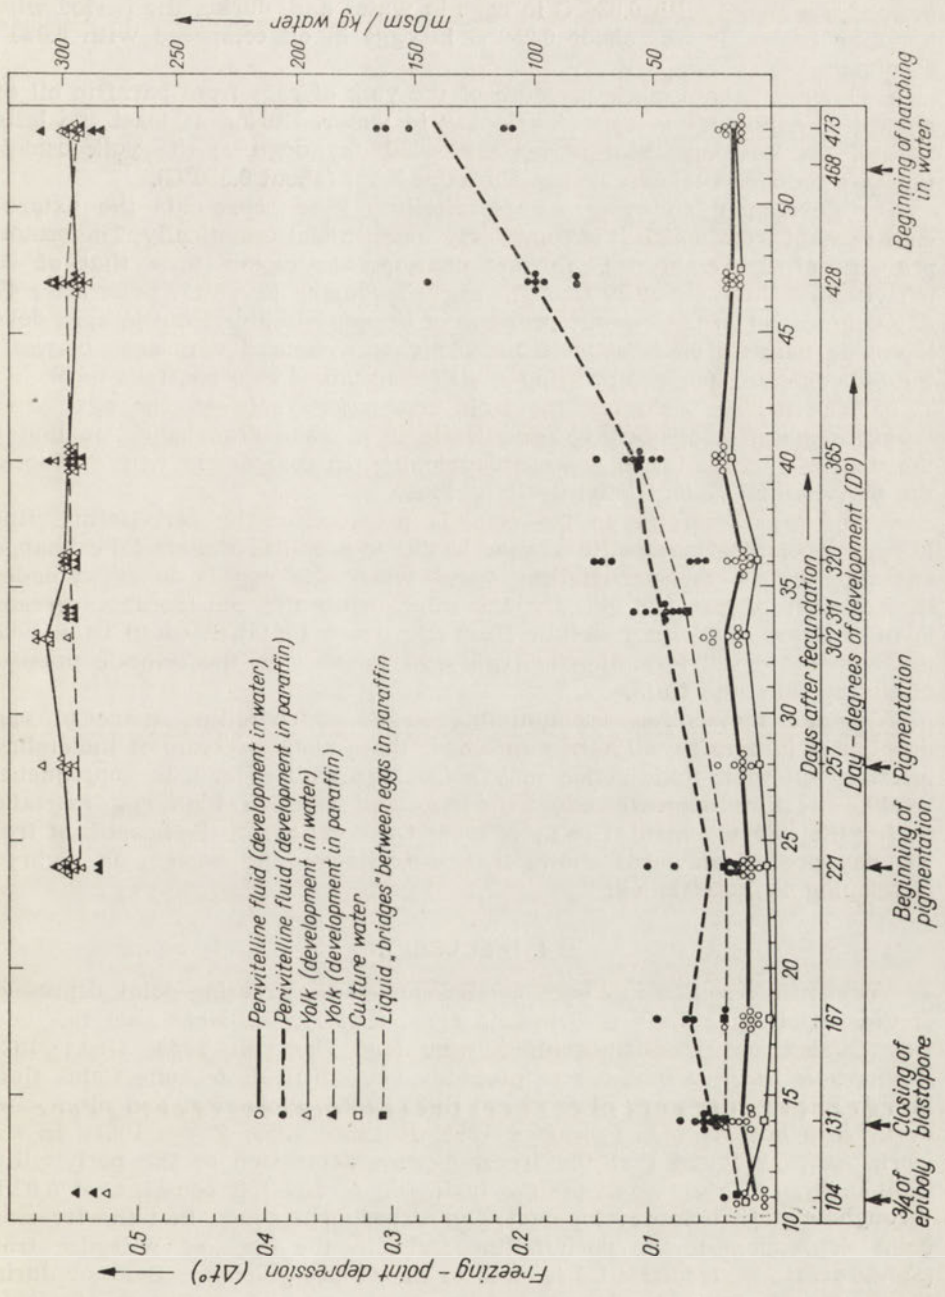 Freezing – point depression (Δt°)
mOsm / kg water
0.5
0.4
0.3
0.2
0.1
300
250
200
150
100
50
Perivitelline fluid (development in water)
Perivitelline fluid (development in paraffin)
Yolk (development in water)
Yolk (development in paraffin)
Culture water
Liquid „bridges" between eggs in paraffin
10
15
20
25
30
35
40
45
50
Days after fecundation
104
131
167
221
257
302
311
320
365
428
468
473
Day – degrees of development (D°)
3/4 of
epiboly
Closing of
blastopore
Beginning of
pigmentation
Pigmentation
Beginning of hatching
in water